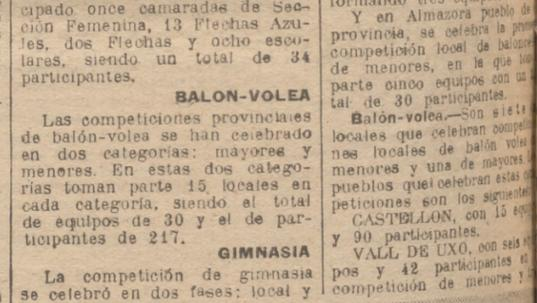 cipado once camaradas de Sec-
ción Femenina, 13 Flechas Azu-
les, dos Flechas y ocho esco-
lares, siendo un total de 34
participantes.
BALON-VOLEA
Las competiciones provinciales
de balón-volea se han celebrado
en dos categorías: mayores y
menores. En estas dos catego-
rías toman parte 15 locales en
cada categoría, siendo el total
de equipos de 30 y el de par-
ticipantes de 217.
GIMNASIA
La competición de gimnasia
se celebró en dos fases: local y
Y en Almazora pueblo de
provincia, se celebra la
competición local de
de menores, en la que
parte cinco equipos con un
tal de 30 participantes.
Balón-volea.—Son siete
locales que celebran
nes locales de balón
menores y una de mayores.
pueblos que celebran estas
peticiones son los
CASTELLON, con 15
y 90 participantes.
VALL DE UXO, con seis
pos y 42 participantes en
competición de menores y